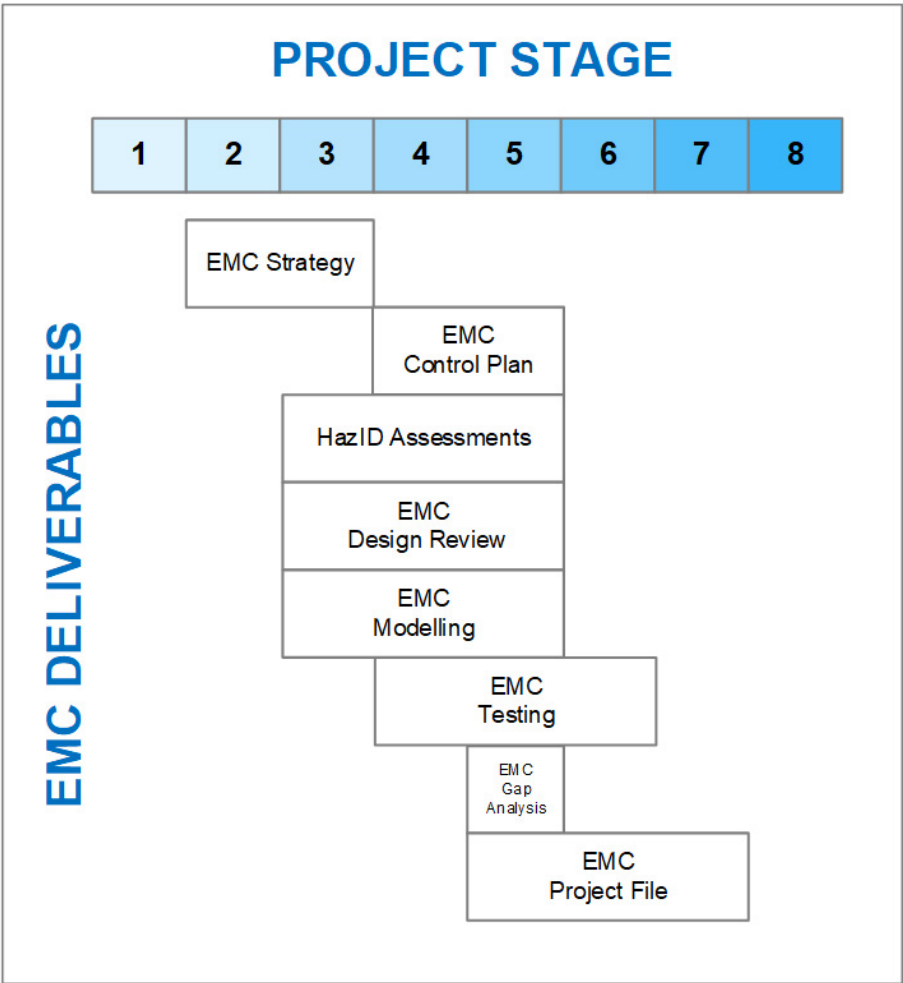 PROJECT STAGE
1 2 3 4 5 6 7 8
EMC DELIVERABLES
EMC Strategy
EMC
Control Plan
HazID Assessments
EMC
Design Review
EMC
Modelling
EMC
Testing
EMC
Gap
Analysis
EMC
Project File